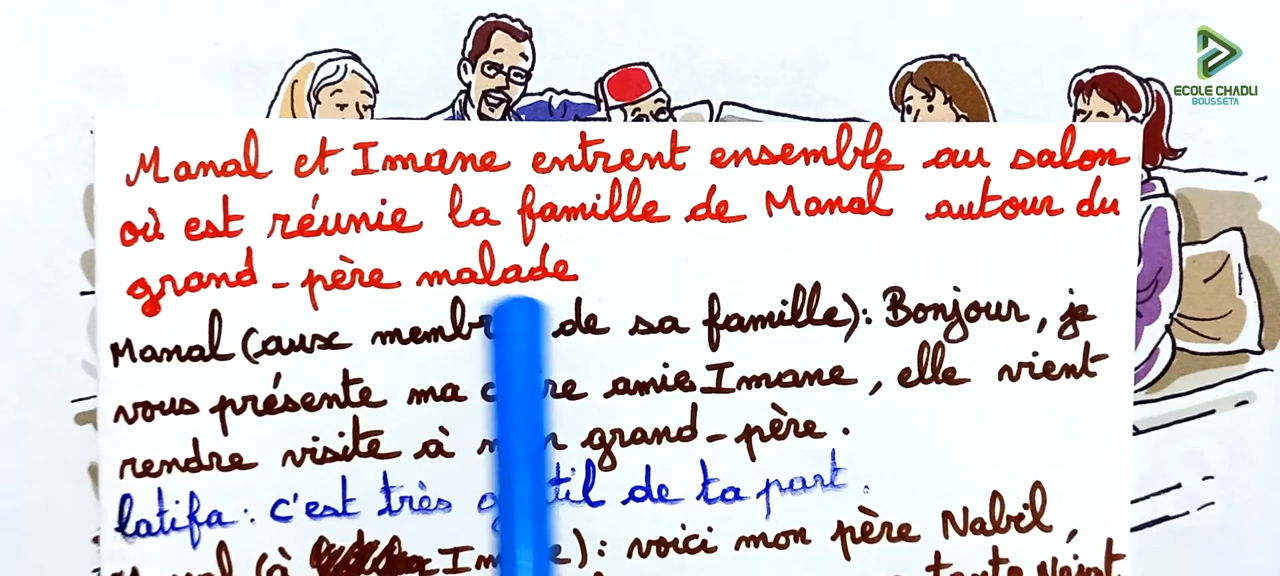 ECOLE CHADLI
BOUSSETA
Manal et Imane entrent ensemble au salon
où est réunie la famille de Manal autour du
grand-père malade
Manal (aux membr de sa famille): Bonjour, je
vous présente ma c re amie Imane, elle vient
rendre visite à m n grand-père.
latifa: c'est très g til de ta part.
(à Im e): voici mon père Nabil,
tante